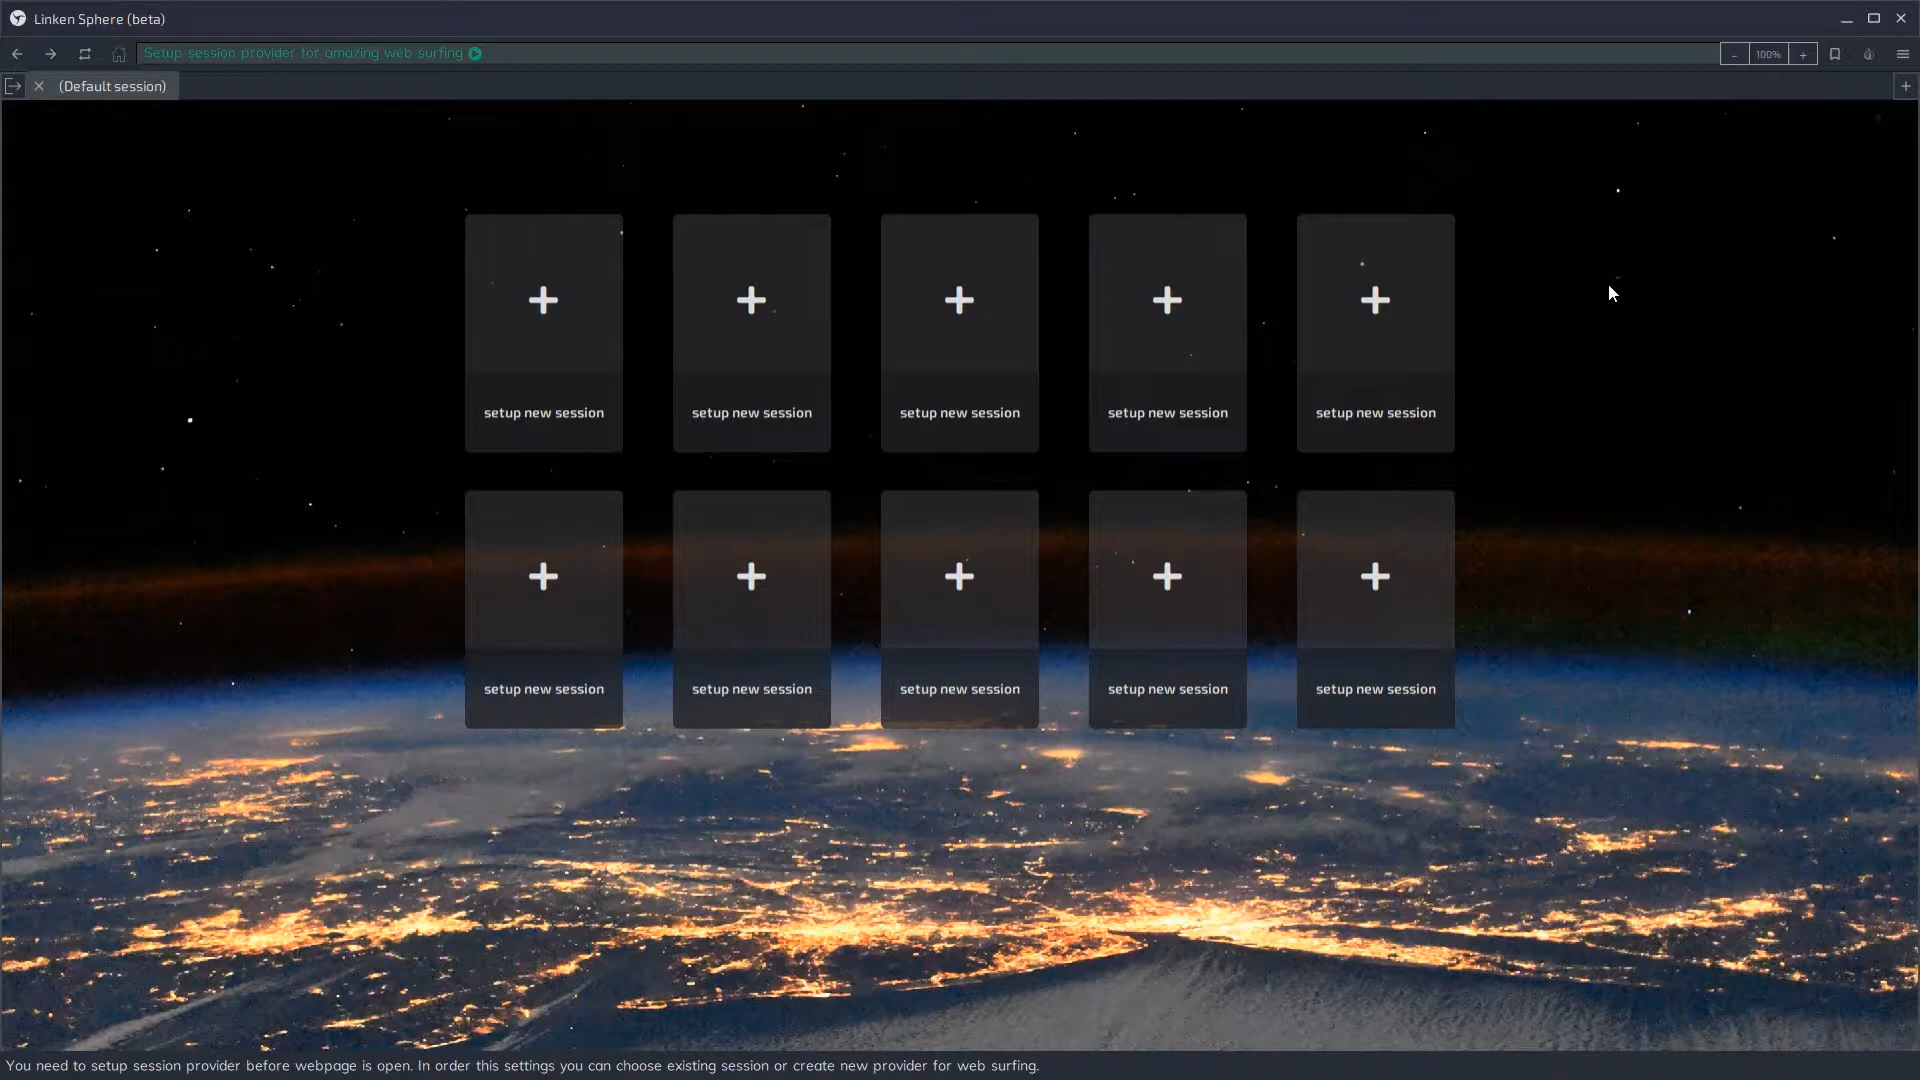 Linken Sphere (beta)
Setup session provider for amazing web surfing
- 100% +
(Default session)
setup new session setup new session setup new session setup new session setup new session
setup new session setup new session setup new session setup new session setup new session
You need to setup session provider before webpage is open. In order this settings you can choose existing session or create new provider for web surfing.